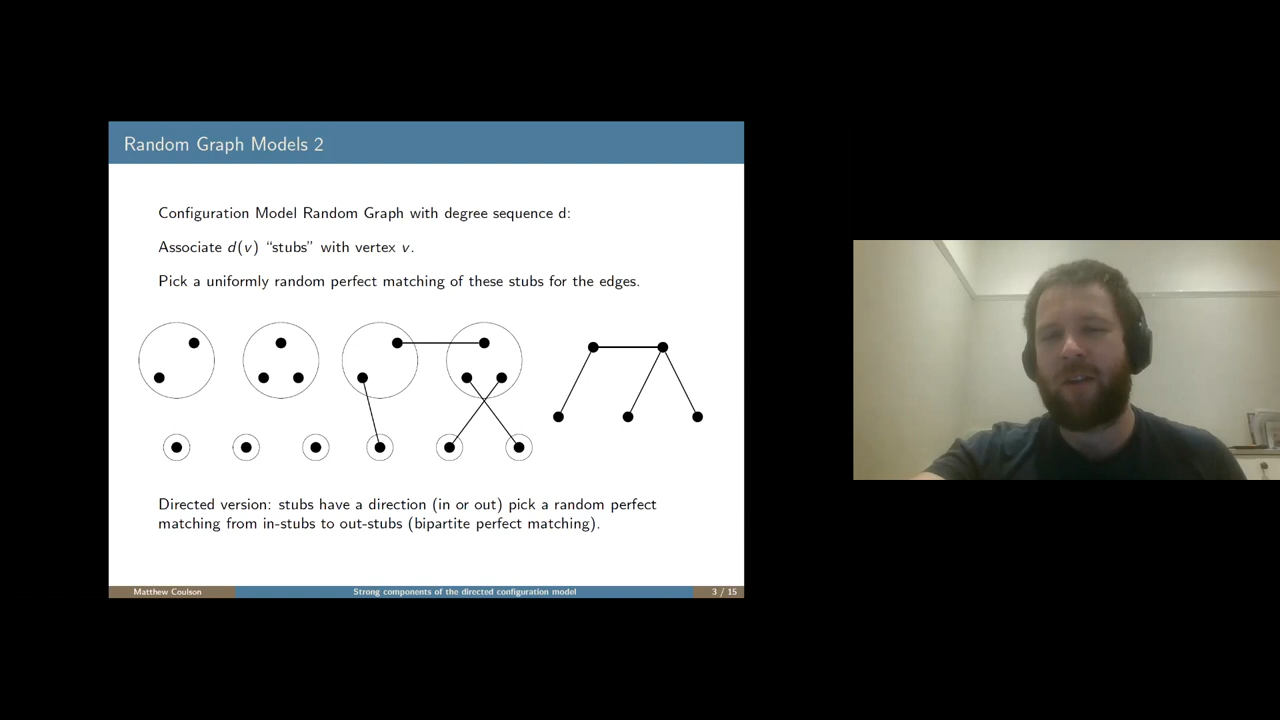 Random Graph Models 2
Configuration Model Random Graph with degree sequence d:
Associate d(v) “stubs” with vertex v.
Pick a uniformly random perfect matching of these stubs for the edges.
Directed version: stubs have a direction (in or out) pick a random perfect
matching from in-stubs to out-stubs (bipartite perfect matching).
Matthew Coulson
Strong components of the directed configuration model
3 / 15